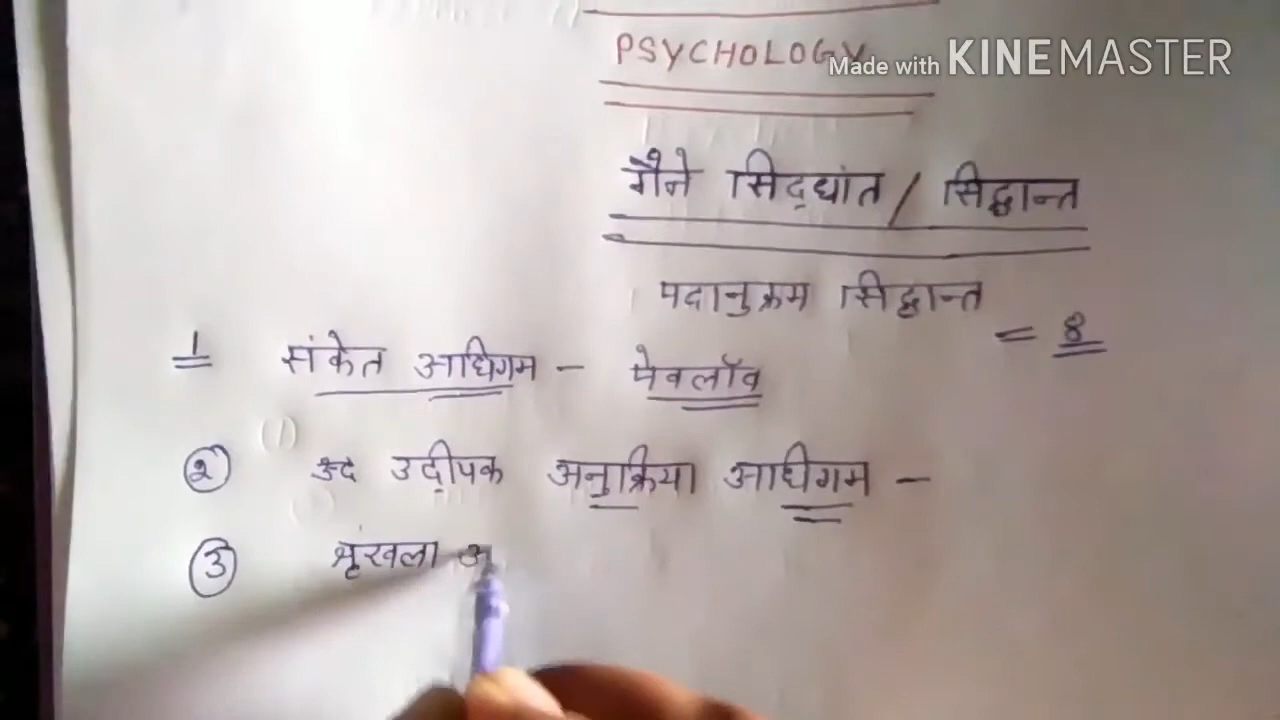 PSYCHOLOGY
Made with KINEMASTER
गैने सिद्धांत / सिद्धान्त
पदानुक्रम सिद्धान्त
= 8
1 संकेत अधिगम - पेवलॉव
(2) उद उद्दीपक अनुक्रिया अधिगम -
(3) श्रृंखला अ